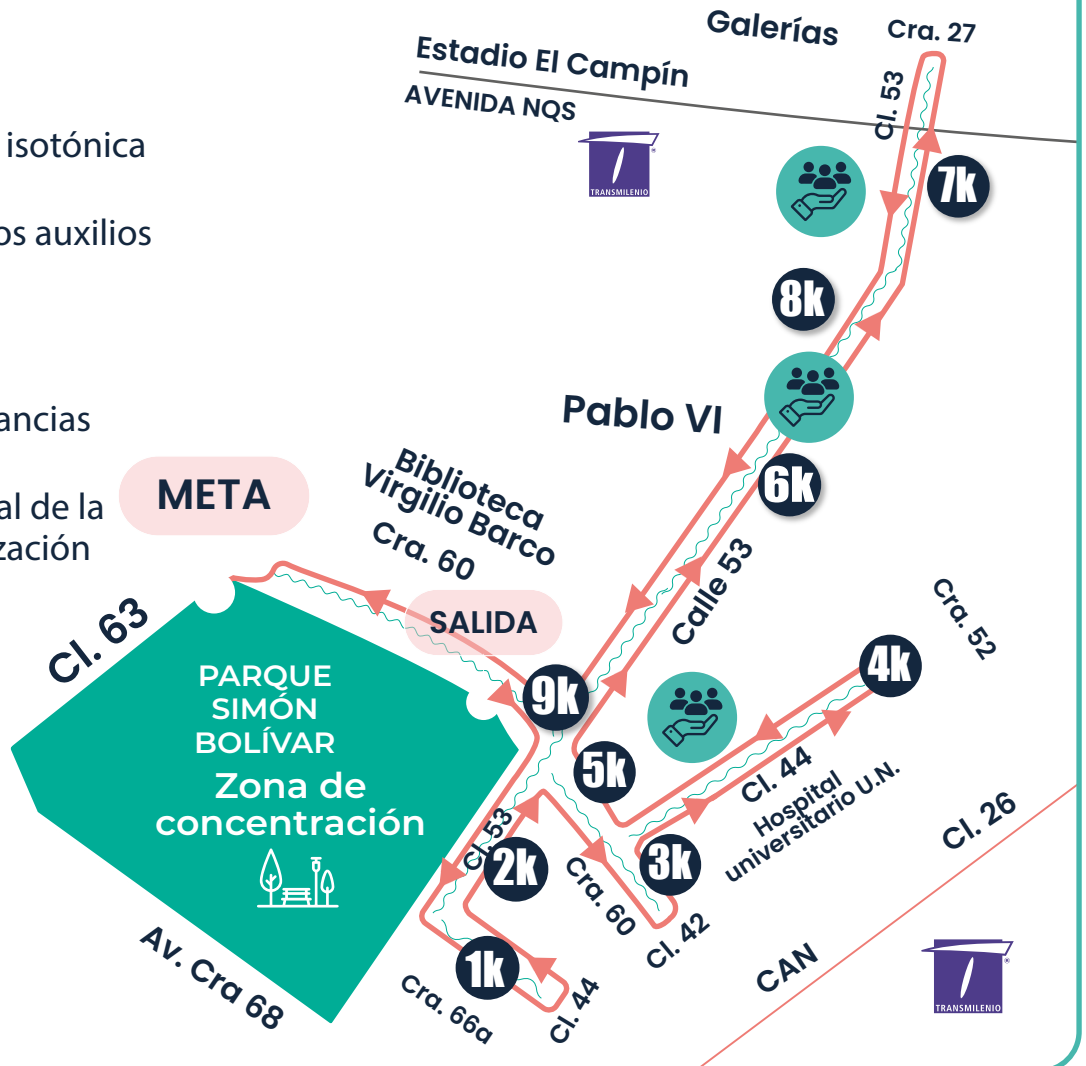 isotónica
os auxilios
ancias
al de la
zación
Galerías
Cra. 27
Estadio El Campín
AVENIDA NQS
Cl. 53
TRANSMILENIO
7k
8k
Pablo VI
6k
META
Biblioteca
Virgilio Barco
Cra. 60
SALIDA
Calle 53
Cra. 52
4k
Cl. 63
PARQUE
SIMÓN
BOLÍVAR
Zona de
concentración
9k
5k
Cl. 44
Hospital
universitario U.N.
Cl. 26
Cl. 53
2k
3k
Cra. 60
Cl. 42
CAN
Av. Cra 68
1k
Cra. 66a
Cl. 44
TRANSMILENIO